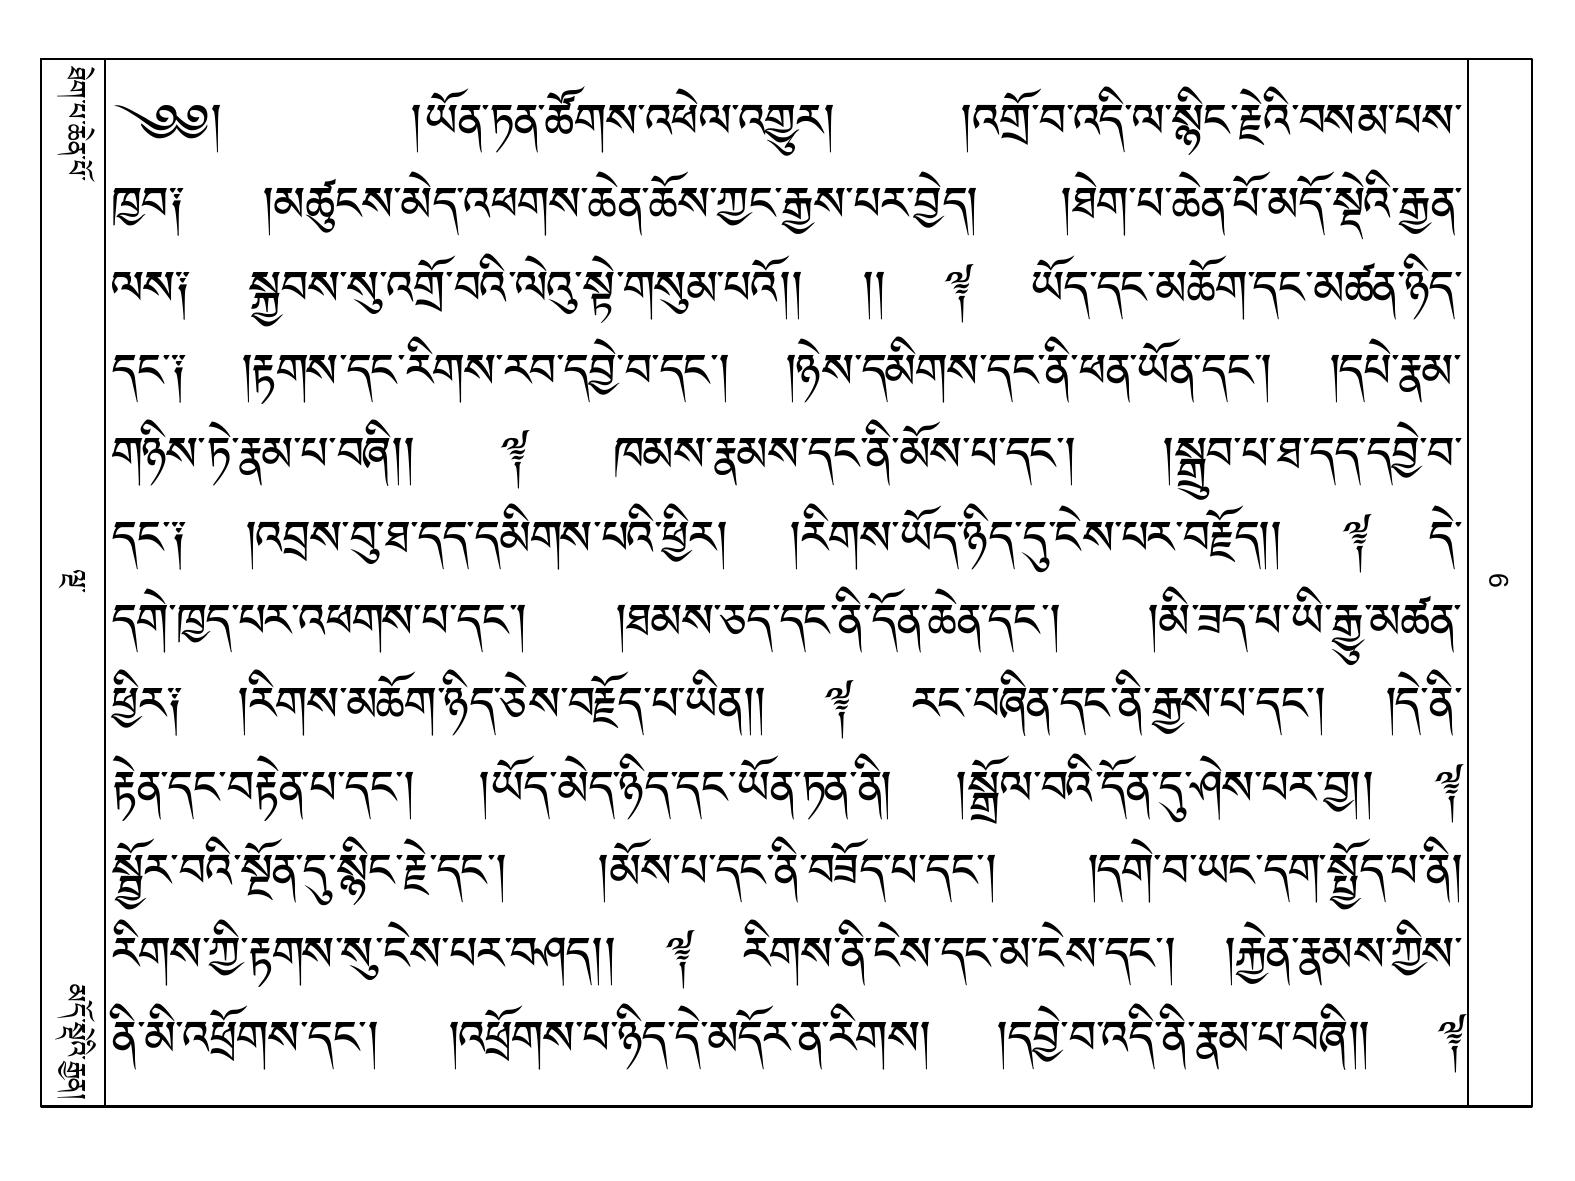 ཐེག་པ་ཆེན་པོ་
ལྔ་
མདོ་སྡེའི་རྒྱན།
༄༅། །ཡོན་ཏན་ཚོགས་འཕེལ་འགྱུར། །འགྲོ་བ་འདི་ལ་སྙིང་རྗེའི་བསམ་པས་
ཁྱབ༑ །མཚུངས་མེད་འཕགས་ཆེན་ཆོས་ཀྱང་རྒྱས་པར་བྱེད། །ཐེག་པ་ཆེན་པོ་མདོ་སྡེའི་རྒྱན་
ལས༑ སྐྱབས་སུ་འགྲོ་བའི་ལེའུ་སྟེ་གསུམ་པའོ།། །། ༈ ཡོད་དང་མཆོག་དང་མཚན་ཉིད་
དང་༑ །རྟགས་དང་རིགས་རབ་དབྱེ་བ་དང་། །ཉེས་དམིགས་དང་ནི་ཕན་ཡོན་དང་། །དཔེ་རྣམ་
གཉིས་ཏེ་རྣམ་པ་བཞི།། ༈ ཁམས་རྣམས་དང་ནི་མོས་པ་དང་། །སྒྲུབ་པ་ཐ་དད་དབྱེ་བ་
དང་༑ །འབྲས་བུ་ཐ་དད་དམིགས་པའི་ཕྱིར། །རིགས་ཡོད་ཉིད་དུ་ངེས་པར་བརྗོད།། ༈ དེ་
དགེ་ཁྱད་པར་འཕགས་པ་དང་། །ཐམས་ཅད་དང་ནི་དོན་ཆེན་དང་། །མི་ཟད་པ་ཡི་རྒྱུ་མཚན་
ཕྱིར༑ །རིགས་མཆོག་ཉིད་ཅེས་བརྗོད་པ་ཡིན།། ༈ རང་བཞིན་དང་ནི་རྒྱས་པ་དང་། །དེ་ནི་
རྟེན་དང་བརྟེན་པ་དང་། །ཡོད་མེད་ཉིད་དང་ཡོན་ཏན་ནི། །སྒྲོལ་བའི་དོན་དུ་ཤེས་པར་བྱ།། ༈
སྦྱོར་བའི་སྔོན་དུ་སྙིང་རྗེ་དང་། །མོས་པ་དང་ནི་བཟོད་པ་དང་། །དགེ་བ་ཡང་དག་སྤྱོད་པ་ནི།
རིགས་ཀྱི་རྟགས་སུ་ངེས་པར་བཤད།། ༈ རིགས་ནི་ངེས་དང་མ་ངེས་དང་། །རྐྱེན་རྣམས་ཀྱིས་
ནི་མི་འཕྲོགས་དང་། །འཕྲོགས་པ་ཉིད་དེ་མདོར་ན་རིགས། །དབྱེ་བ་འདི་ནི་རྣམ་པ་བཞི།། ༈
6